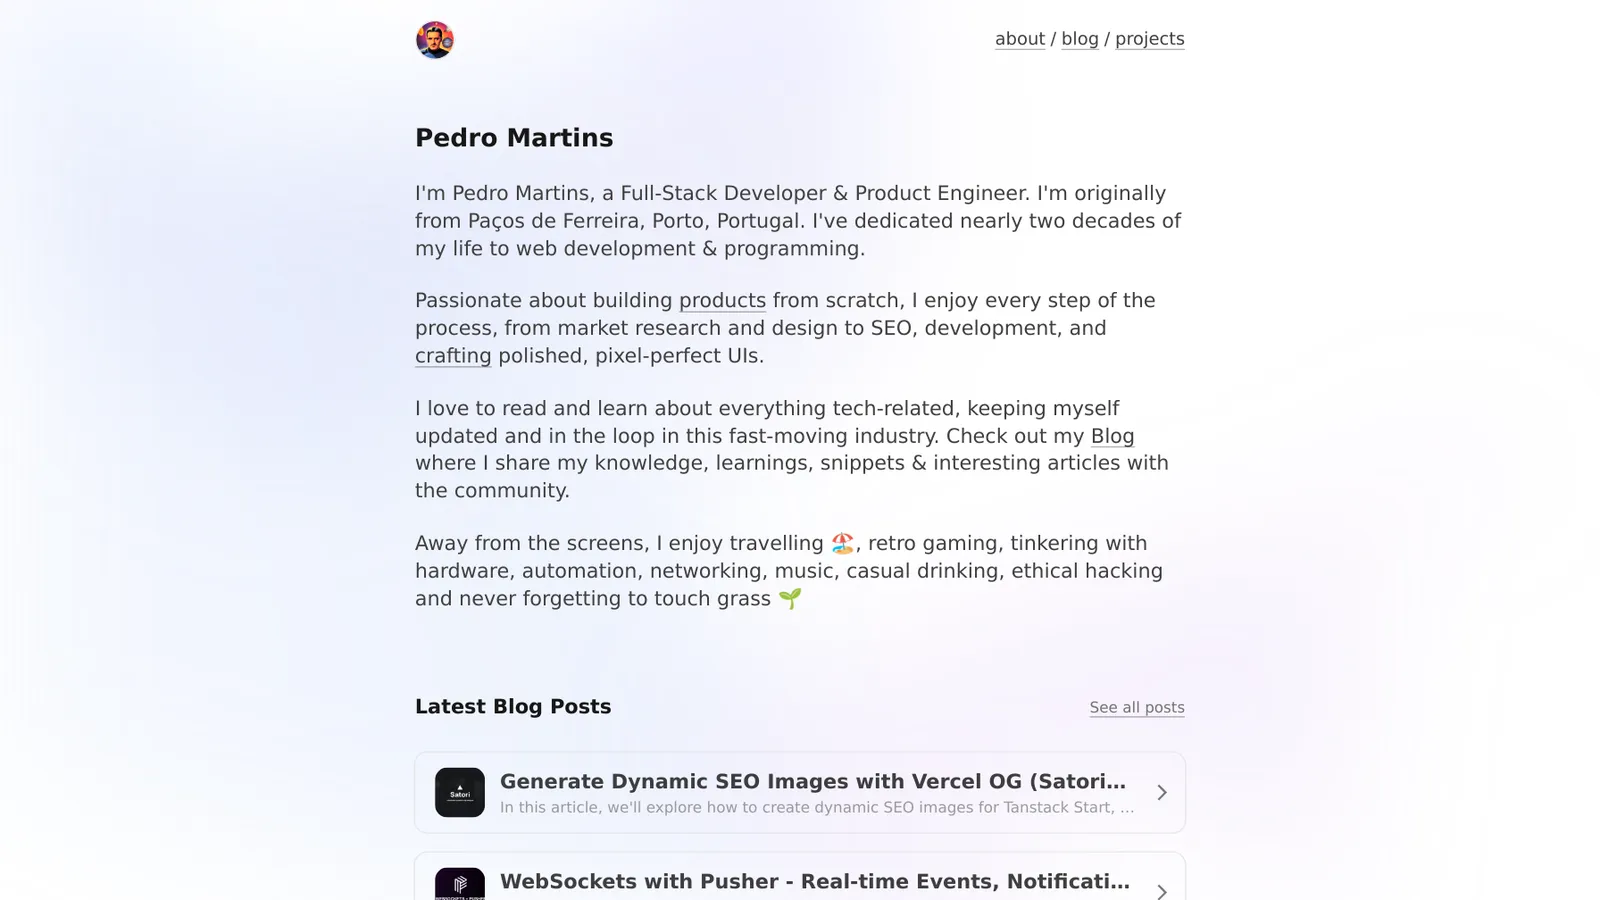 about / blog / projects
Pedro Martins
I'm Pedro Martins, a Full-Stack Developer & Product Engineer. I'm originally
from Paços de Ferreira, Porto, Portugal. I've dedicated nearly two decades of
my life to web development & programming.
Passionate about building products from scratch, I enjoy every step of the
process, from market research and design to SEO, development, and
crafting polished, pixel-perfect UIs.
I love to read and learn about everything tech-related, keeping myself
updated and in the loop in this fast-moving industry. Check out my Blog
where I share my knowledge, learnings, snippets & interesting articles with
the community.
Away from the screens, I enjoy travelling 🏖️, retro gaming, tinkering with
hardware, automation, networking, music, casual drinking, ethical hacking
and never forgetting to touch grass 🌱
Latest Blog Posts
See all posts
Satori
Generate Dynamic SEO Images with Vercel OG (Satori…
In this article, we'll explore how to create dynamic SEO images for Tanstack Start, …
WebSockets with Pusher - Real-time Events, Notificati…